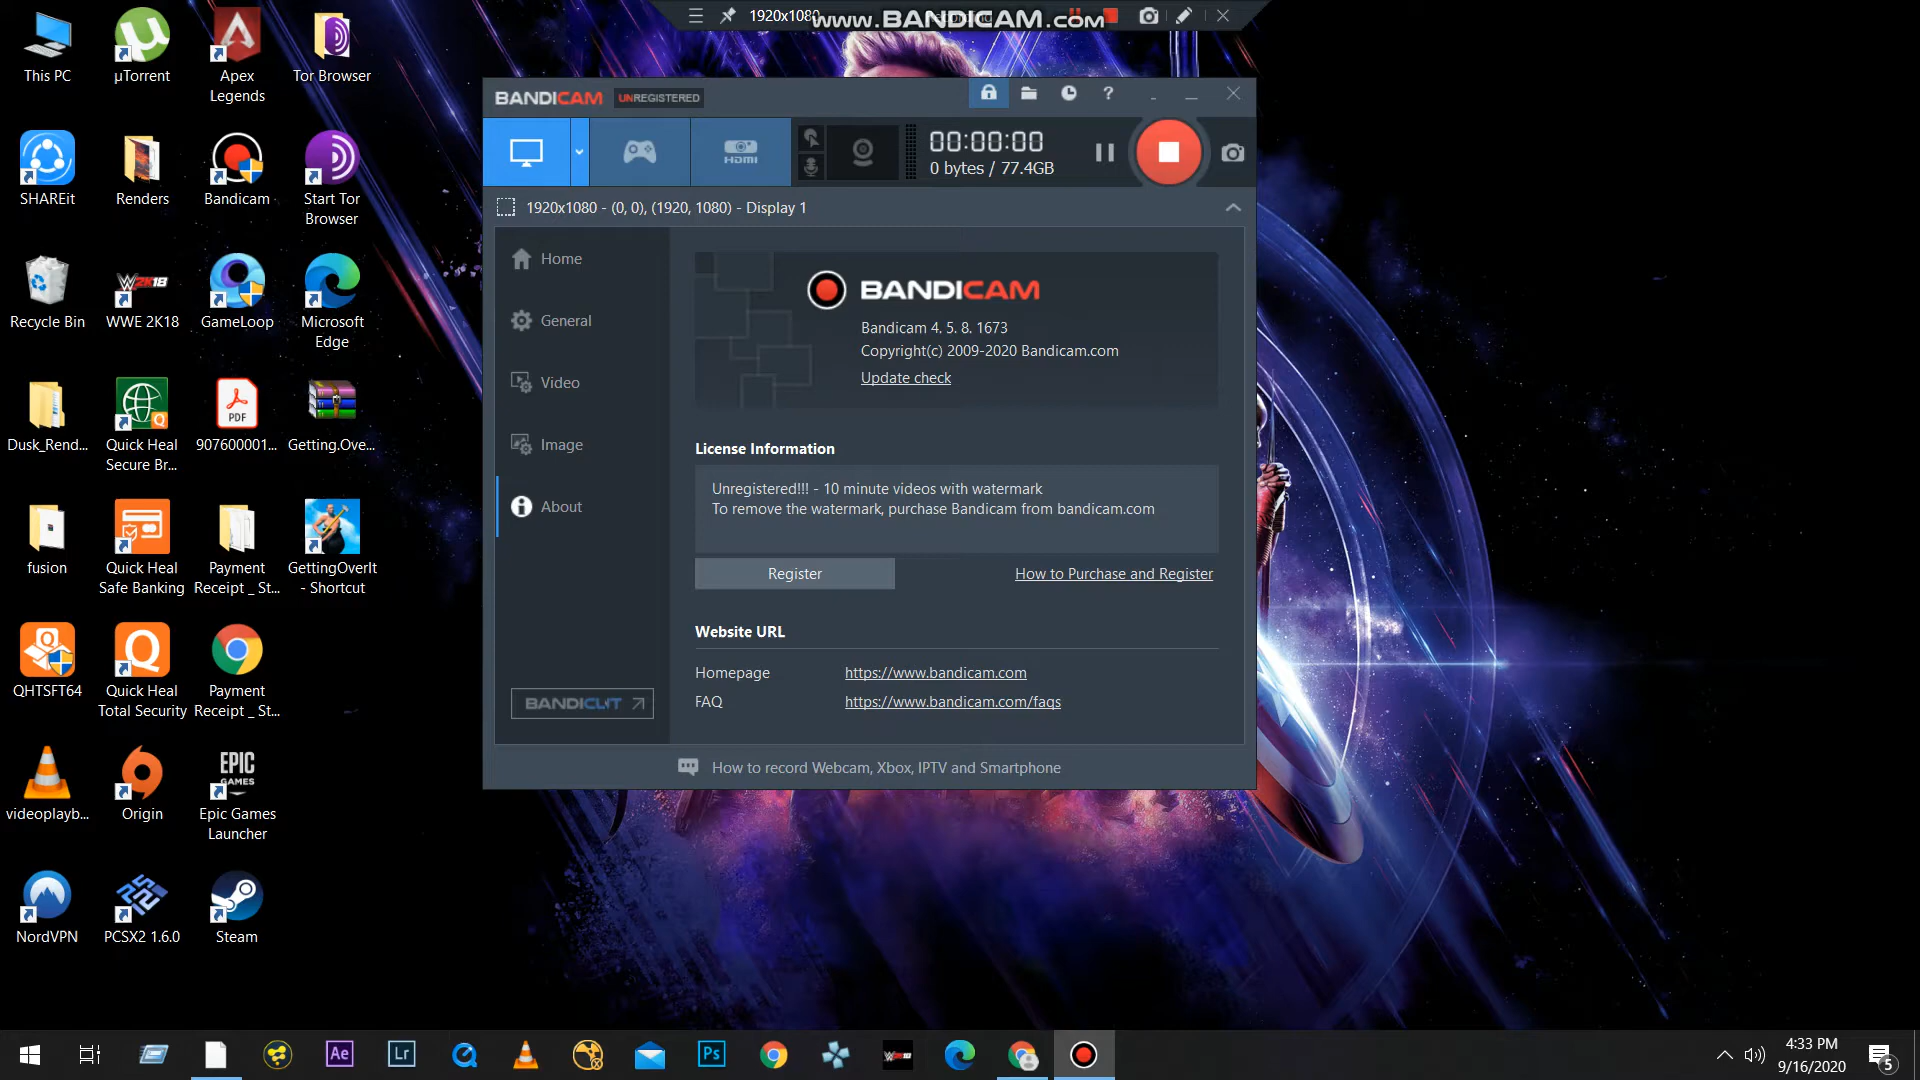 1920x1080
www.BANDICAM.com
This PC
µTorrent
Apex
Legends
Tor Browser
SHAREit
Renders
Bandicam
Start Tor
Browser
Recycle Bin
WWE 2K18
GameLoop
Microsoft
Edge
Dusk_Rend...
Quick Heal
Secure Br...
PDF
907600001...
Getting.Ove...
fusion
Quick Heal
Safe Banking
Payment
Receipt _ St...
GettingOverIt
- Shortcut
QHTSFT64
Quick Heal
Total Security
Payment
Receipt _ St...
videoplayb...
Origin
EPIC
GAMES
Epic Games
Launcher
NordVPN
PCSX2 1.6.0
Steam
BANDICAM UNREGISTERED
?
HDMI
00:00:00
0 bytes / 77.4GB
1920x1080 - (0, 0), (1920, 1080) - Display 1
Home
General
Video
Image
About
BANDICUT
BANDICAM
Bandicam 4. 5. 8. 1673
Copyright(c) 2009-2020 Bandicam.com
Update check
License Information
Unregistered!!! - 10 minute videos with watermark
To remove the watermark, purchase Bandicam from bandicam.com
Register
How to Purchase and Register
Website URL
Homepage https://www.bandicam.com
FAQ https://www.bandicam.com/faqs
How to record Webcam, Xbox, IPTV and Smartphone
Ae
Lr
Ps
4:33 PM
9/16/2020
5